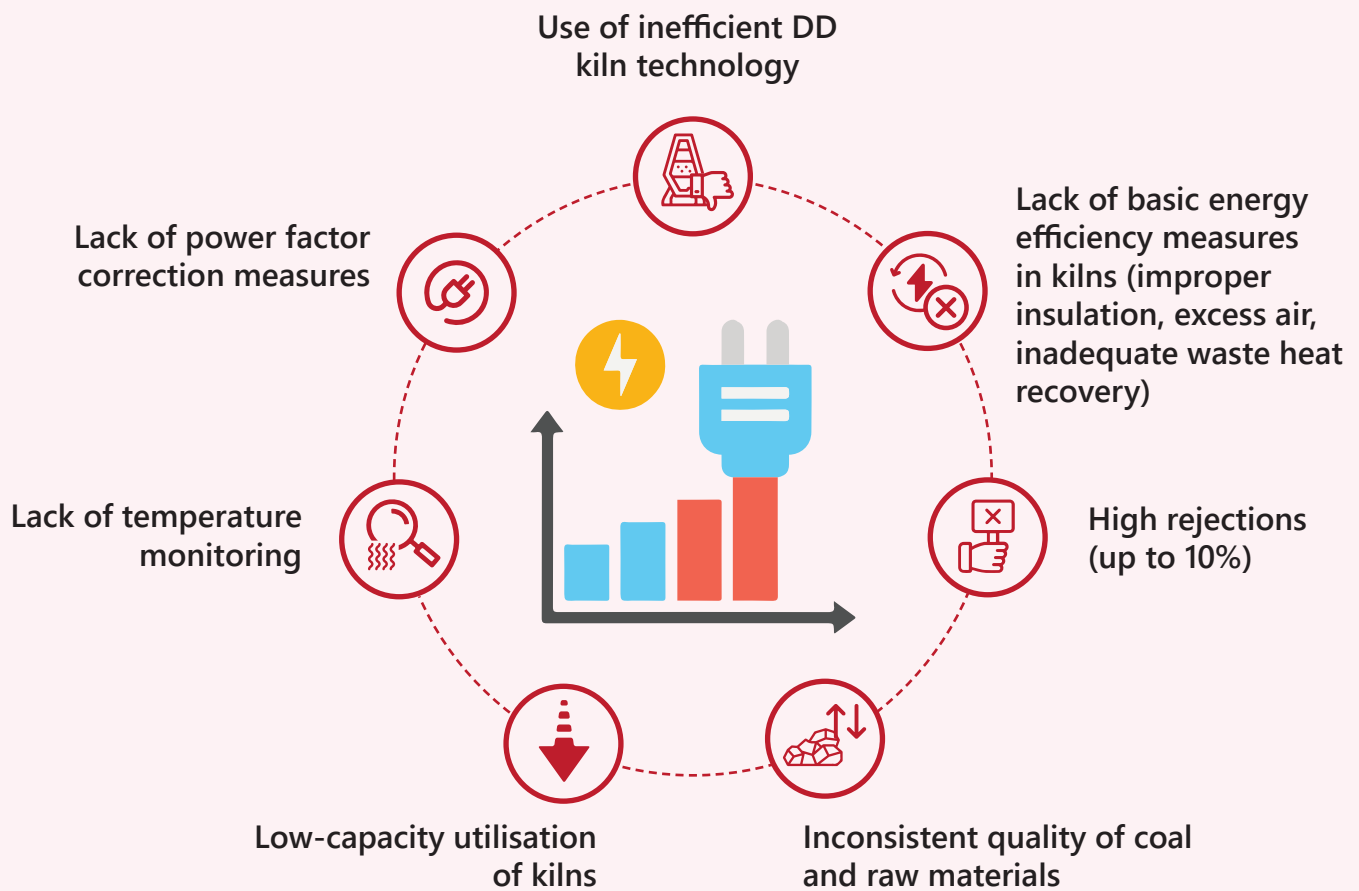 Use of inefficient DD
kiln technology
Lack of basic energy
efficiency measures
in kilns (improper
insulation, excess air,
inadequate waste heat
recovery)
High rejections
(up to 10%)
Inconsistent quality of coal
and raw materials
Low-capacity utilisation
of kilns
Lack of temperature
monitoring
Lack of power factor
correction measures